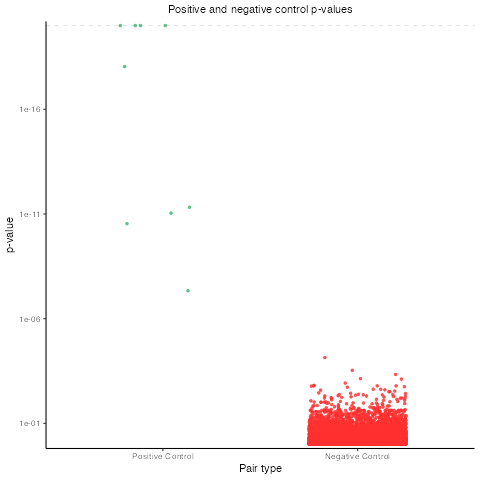 Positive and negative control p-values
1e-16
1e-11
1e-06
1e-01
p-value
Positive Control
Negative Control
Pair type